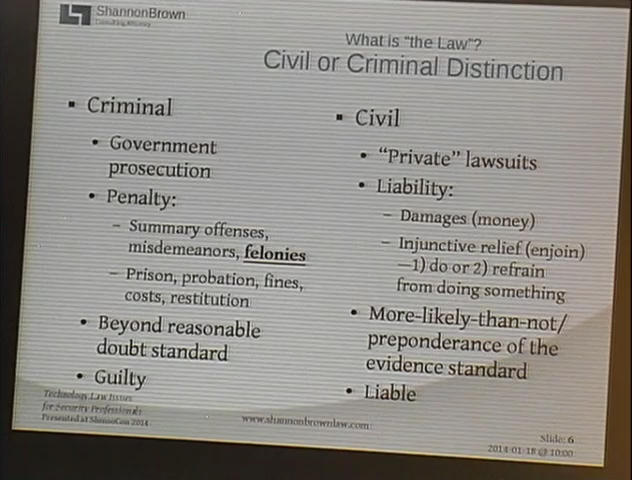 ShannonBrown
Consulting Attorney
What is "the Law"?
Civil or Criminal Distinction
▪ Criminal
• Government
prosecution
• Penalty:
– Summary offenses,
misdemeanors, felonies
– Prison, probation, fines,
costs, restitution
• Beyond reasonable
doubt standard
• Guilty
▪ Civil
• “Private” lawsuits
• Liability:
– Damages (money)
– Injunctive relief (enjoin)
—1) do or 2) refrain
from doing something
• More-likely-than-not/
preponderance of the
evidence standard
• Liable
Technology Law Issues
for Security Professionals
Presented at ShmooCon 2014
www.shannonbrownlaw.com
Slide: 6
2014-01-18 @ 10:00